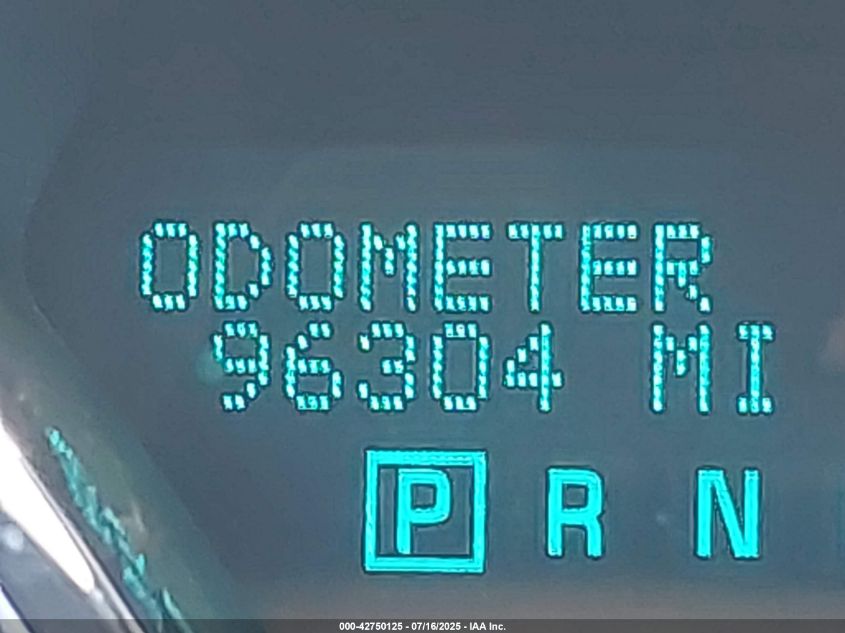 ODOMETER
96304 MI
P R N
000-42750125 - 07/16/2025 - IAA Inc.